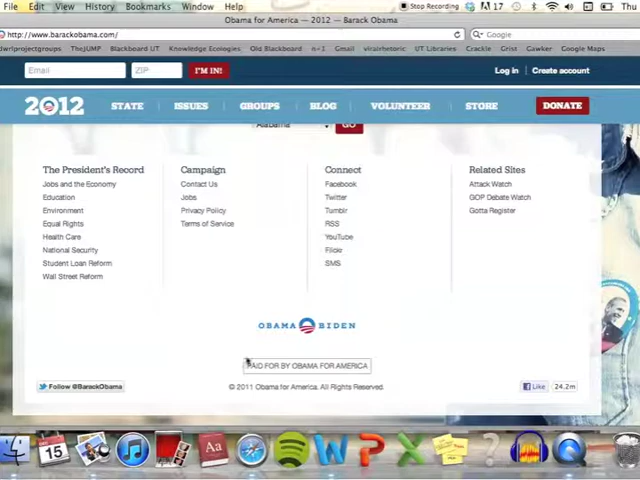 File Edit View History Bookmarks Window Help Stop Recording 17 Thu
Obama for America — 2012 — Barack Obama
http://www.barackobama.com/ Google
dwrlprojectgroups TheJUMP Blackboard UT Knowledge Ecologies Old Blackboard n+1 Gmail viralrhetoric UT Libraries Crackle Grist Gawker Google Maps
Email ZIP I'M IN! Log in Create account
2012 STATE ISSUES GROUPS BLOG VOLUNTEER STORE DONATE
Alabama GO
The President's Record
Jobs and the Economy
Education
Environment
Equal Rights
Health Care
National Security
Student Loan Reform
Wall Street Reform
Campaign
Contact Us
Jobs
Privacy Policy
Terms of Service
Connect
Facebook
Twitter
Tumblr
RSS
YouTube
Flickr
SMS
Related Sites
Attack Watch
GOP Debate Watch
Gotta Register
OBAMA BIDEN
PAID FOR BY OBAMA FOR AMERICA
Follow @BarackObama © 2011 Obama for America. All Rights Reserved. Like 24.2m
15 Aa W P X ?